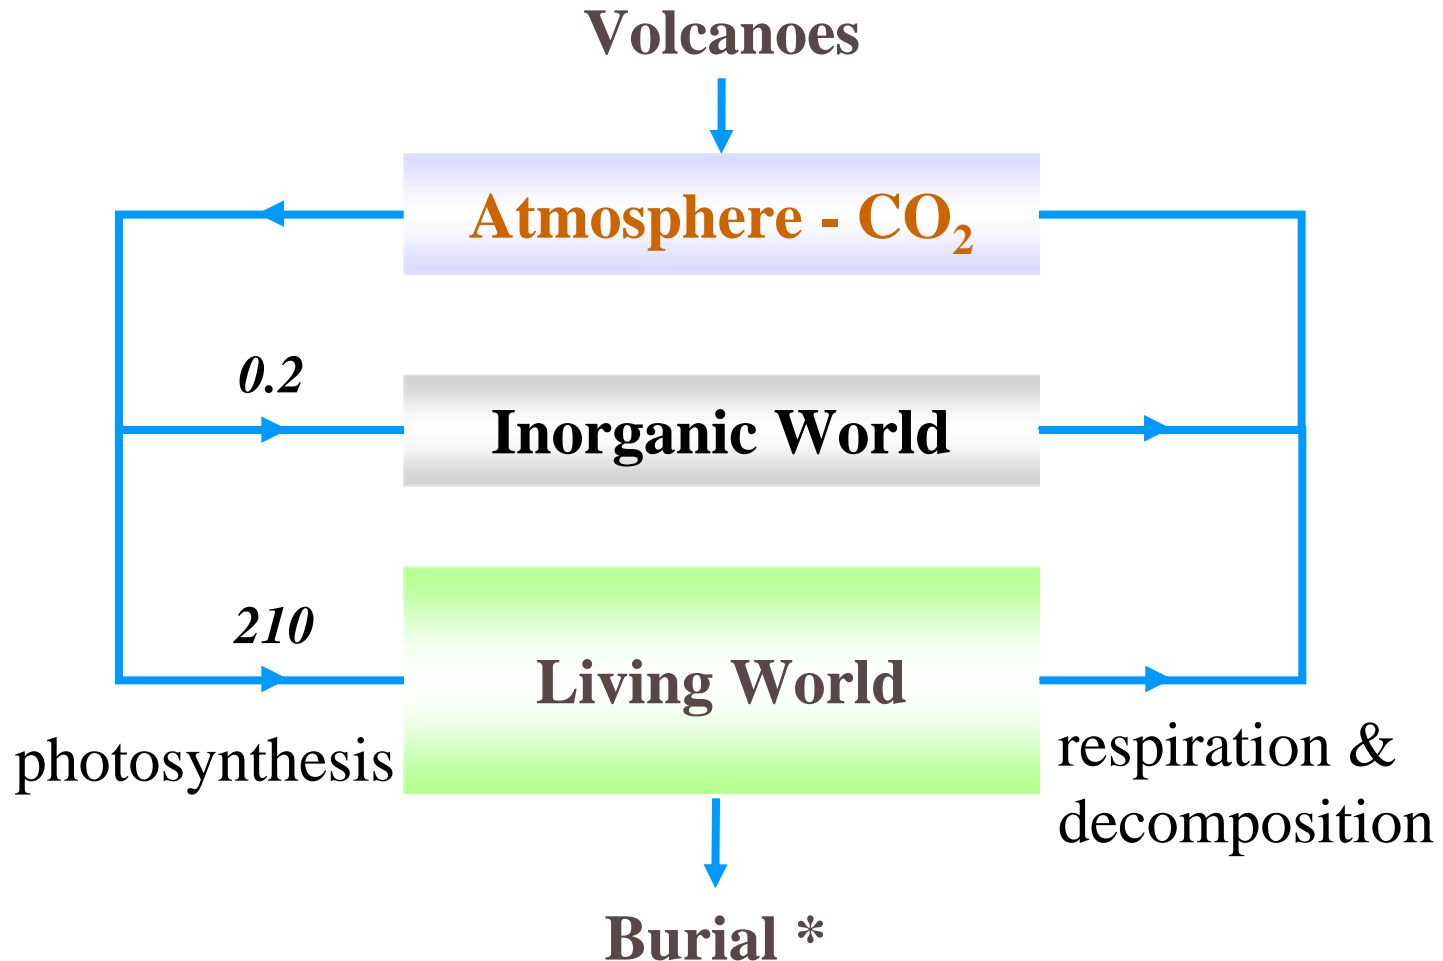 Volcanoes
Atmosphere - CO₂
0.2
Inorganic World
210
Living World
photosynthesis
respiration &
decomposition
Burial *